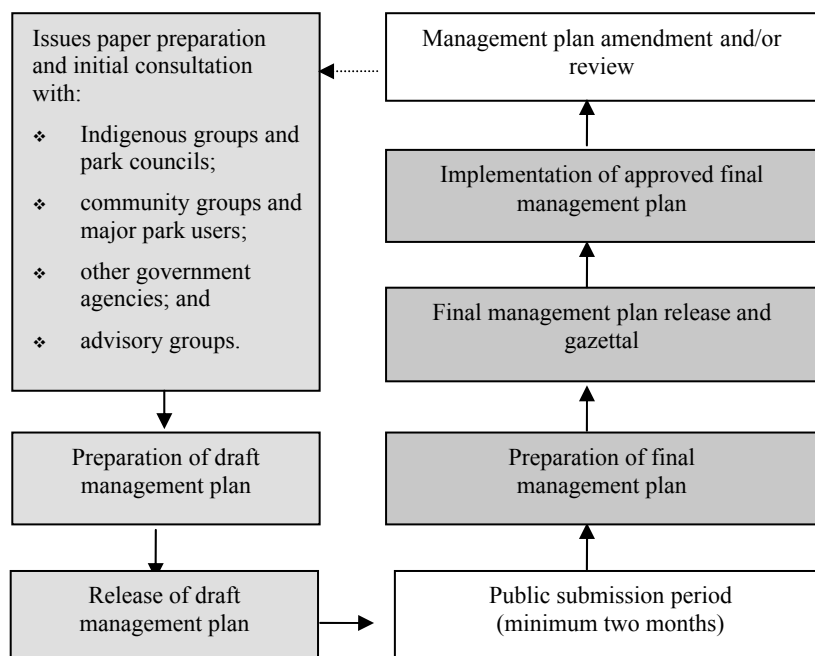 Issues paper preparation
and initial consultation
with:
❖ Indigenous groups and
park councils;
❖ community groups and
major park users;
❖ other government
agencies; and
❖ advisory groups.
Preparation of draft
management plan
Release of draft
management plan
Public submission period
(minimum two months)
Preparation of final
management plan
Final management plan release and
gazettal
Implementation of approved final
management plan
Management plan amendment and/or
review